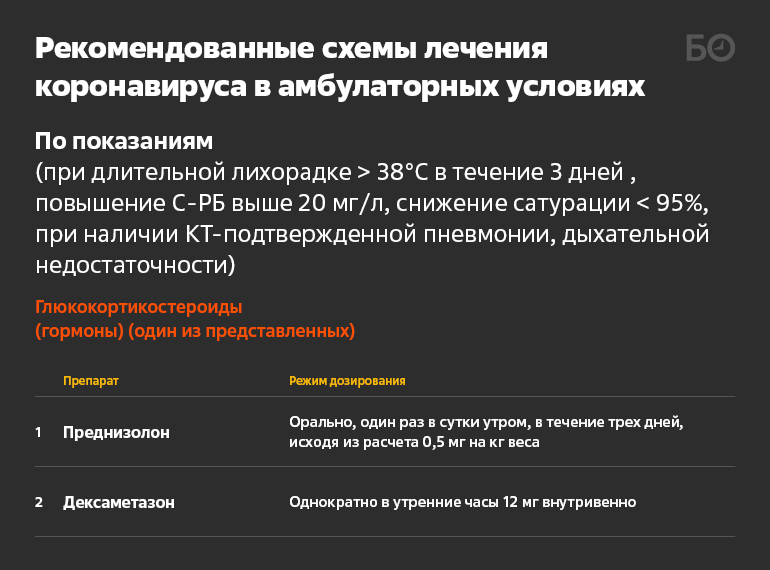 Рекомендованные схемы лечения
БО
коронавируса в амбулаторных условиях
По показаниям
(при длительной лихорадке > 38°C в течение 3 дней ,
повышение С-РБ выше 20 мг/л, снижение сатурации < 95%,
при наличии КТ-подтвержденной пневмонии, дыхательной
недостаточности)
Глюкокортикостероиды
(гормоны) (один из представленных)
Препарат Режим дозирования
1 Преднизолон Орально, один раз в сутки утром, в течение трех дней,
исходя из расчета 0,5 мг на кг веса
2 Дексаметазон Однократно в утренние часы 12 мг внутривенно